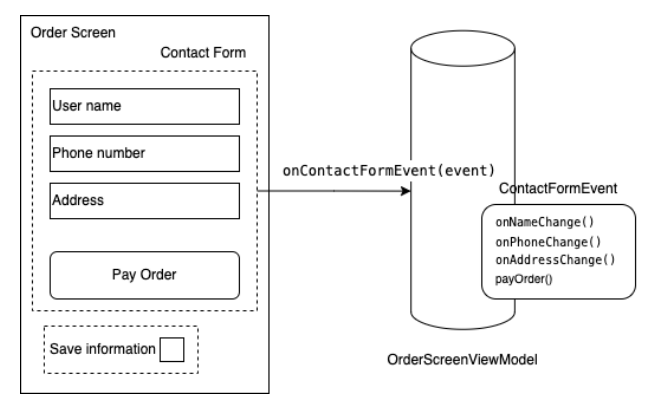 Order Screen
Contact Form
User name
Phone number
Address
Pay Order
Save information
onContactFormEvent(event)
ContactFormEvent
onNameChange()
onPhoneChange()
onAddressChange()
payOrder()
OrderScreenViewModel